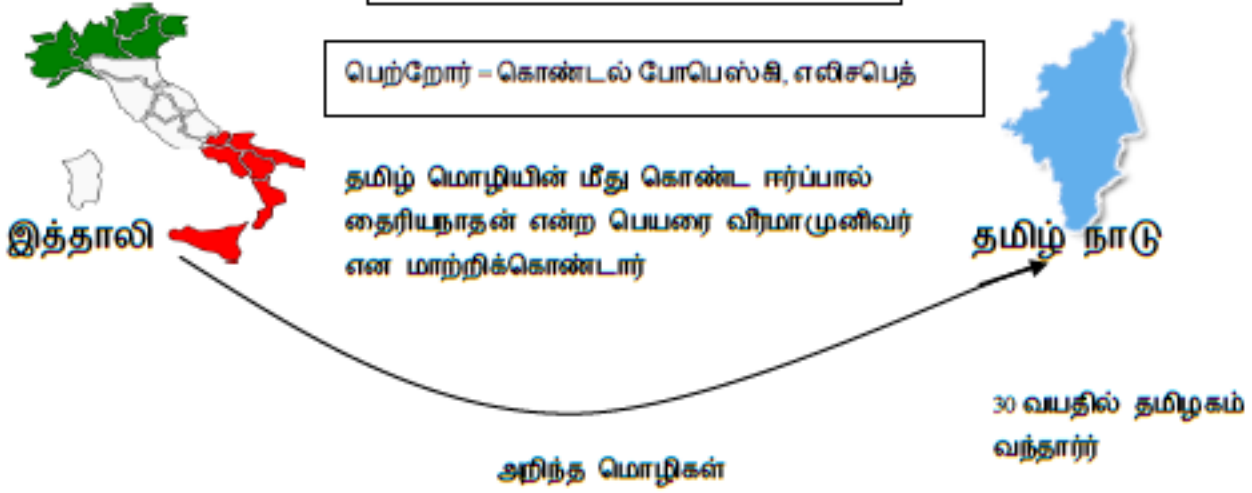 பெற்றோர் – கொண்டல் போபெஸ்கி, எலிசபெத்
தமிழ் மொழியின் மீது கொண்ட ஈர்ப்பால்
தைரியநாதன் என்ற பெயரை வீரமாமுனிவர்
என மாற்றிக்கொண்டார்
இத்தாலி
தமிழ் நாடு
30 வயதில் தமிழகம்
வந்தார்ர்
அறிந்த மொழிகள்